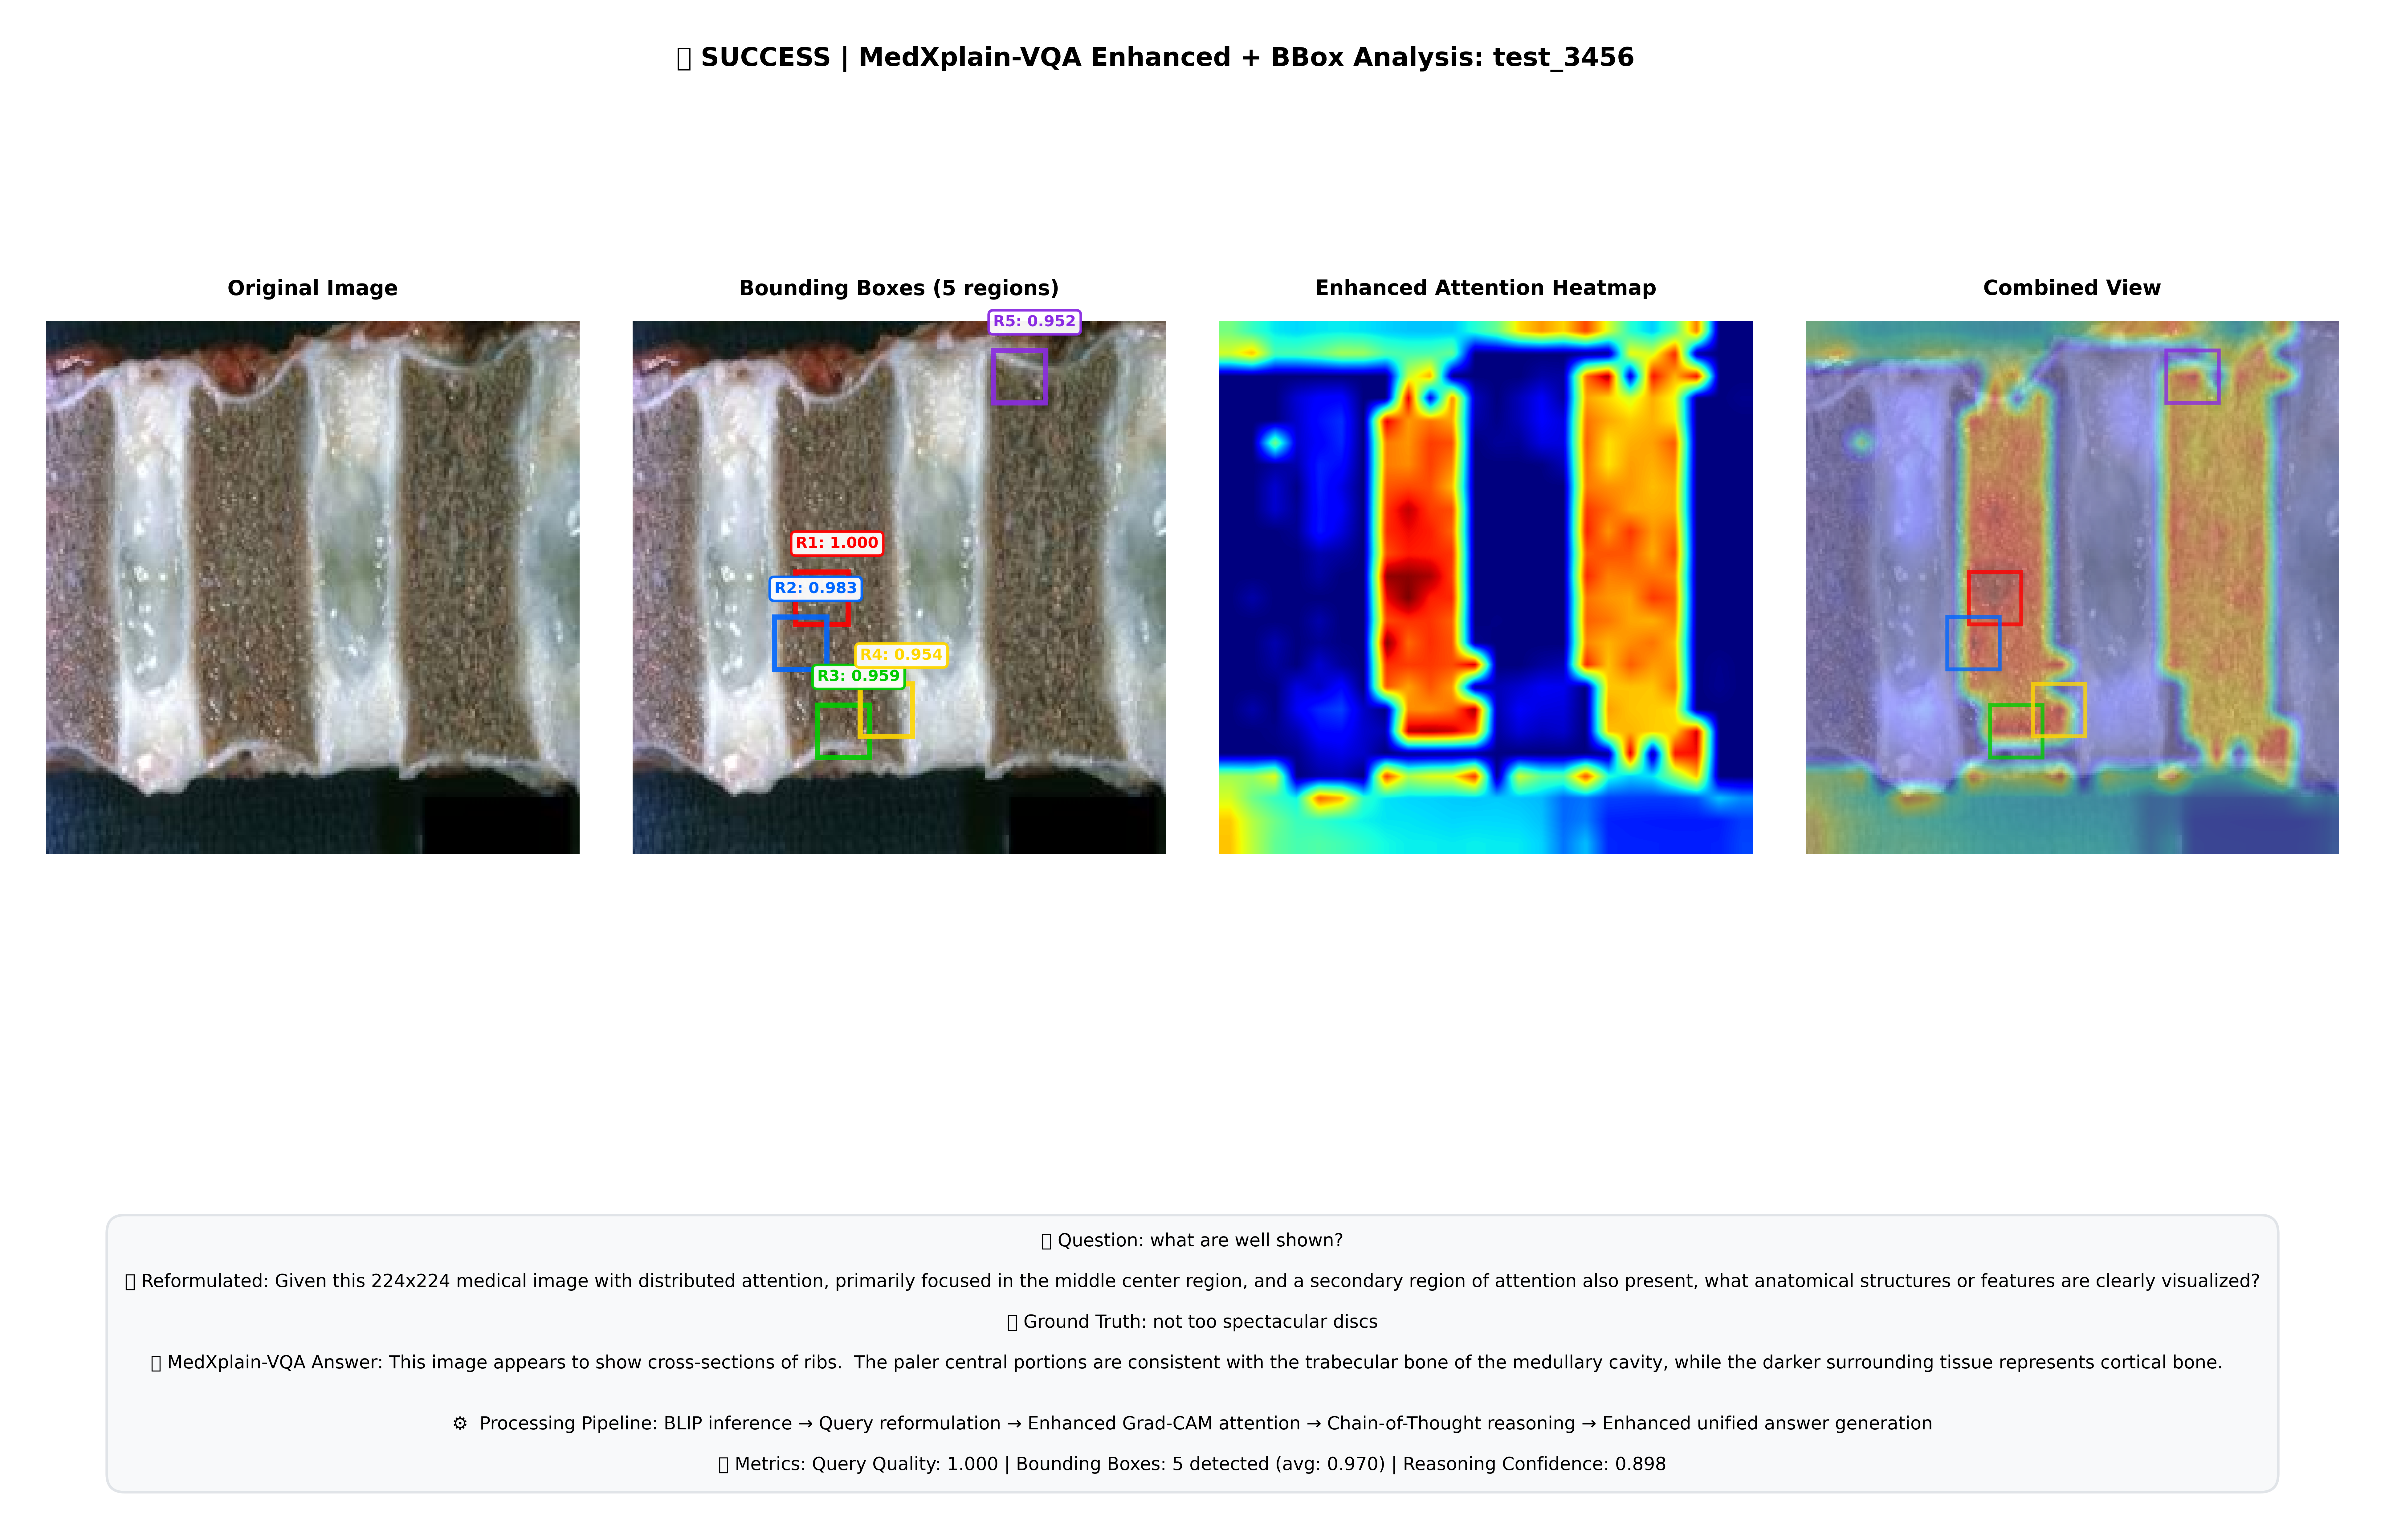 SUCCESS | MedXplain-VQA Enhanced + BBox Analysis: test_3456
Original Image
Bounding Boxes (5 regions)
Enhanced Attention Heatmap
Combined View
R5: 0.952
R1: 1.000
R2: 0.983
R4: 0.954
R3: 0.959
Question: what are well shown?
Reformulated: Given this 224x224 medical image with distributed attention, primarily focused in the middle center region, and a secondary region of attention also present, what anatomical structures or features are clearly visualized?
Ground Truth: not too spectacular discs
MedXplain-VQA Answer: This image appears to show cross-sections of ribs.  The paler central portions are consistent with the trabecular bone of the medullary cavity, while the darker surrounding tissue represents cortical bone.
⚙ Processing Pipeline: BLIP inference → Query reformulation → Enhanced Grad-CAM attention → Chain-of-Thought reasoning → Enhanced unified answer generation
Metrics: Query Quality: 1.000 | Bounding Boxes: 5 detected (avg: 0.970) | Reasoning Confidence: 0.898